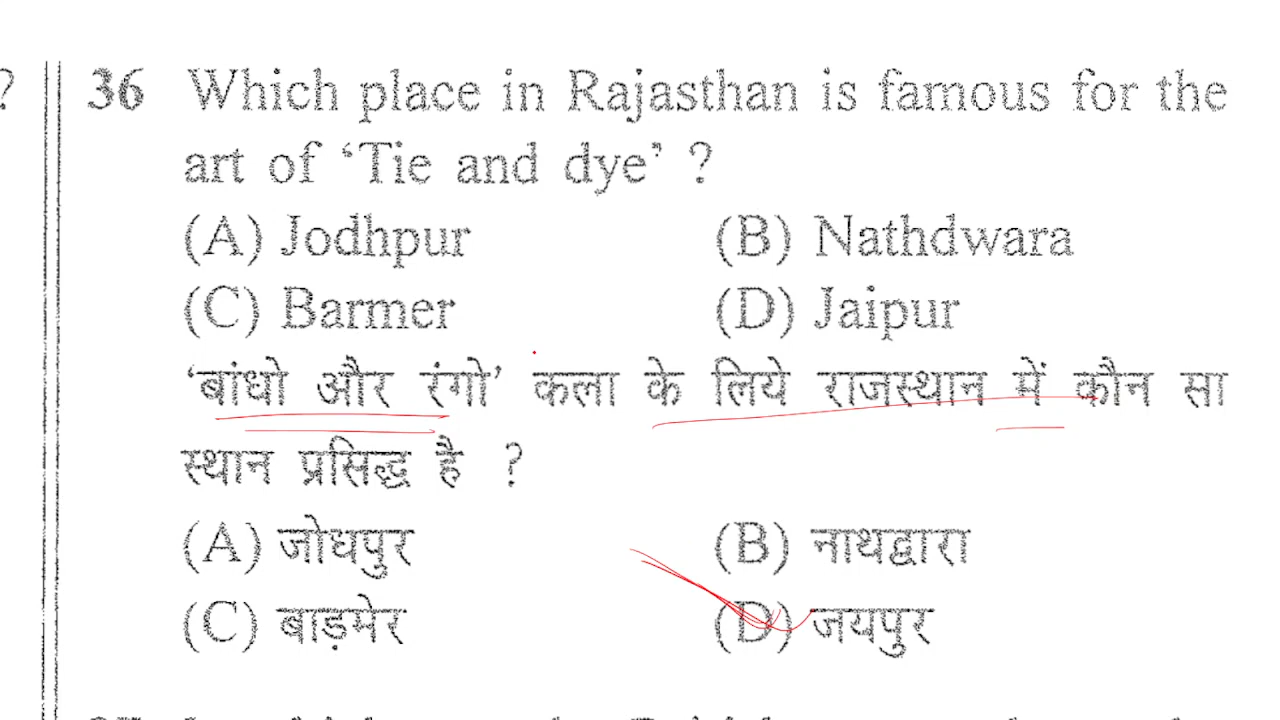 ?
36 Which place in Rajasthan is famous for the
art of ‘Tie and dye’ ?
(A) Jodhpur (B) Nathdwara
(C) Barmer (D) Jaipur
‘बांधो और रंगो’ कला के लिये राजस्थान में कौन सा
स्थान प्रसिद्ध है ?
(A) जोधपुर (B) नाथद्वारा
(C) बाड़मेर (D) जयपुर